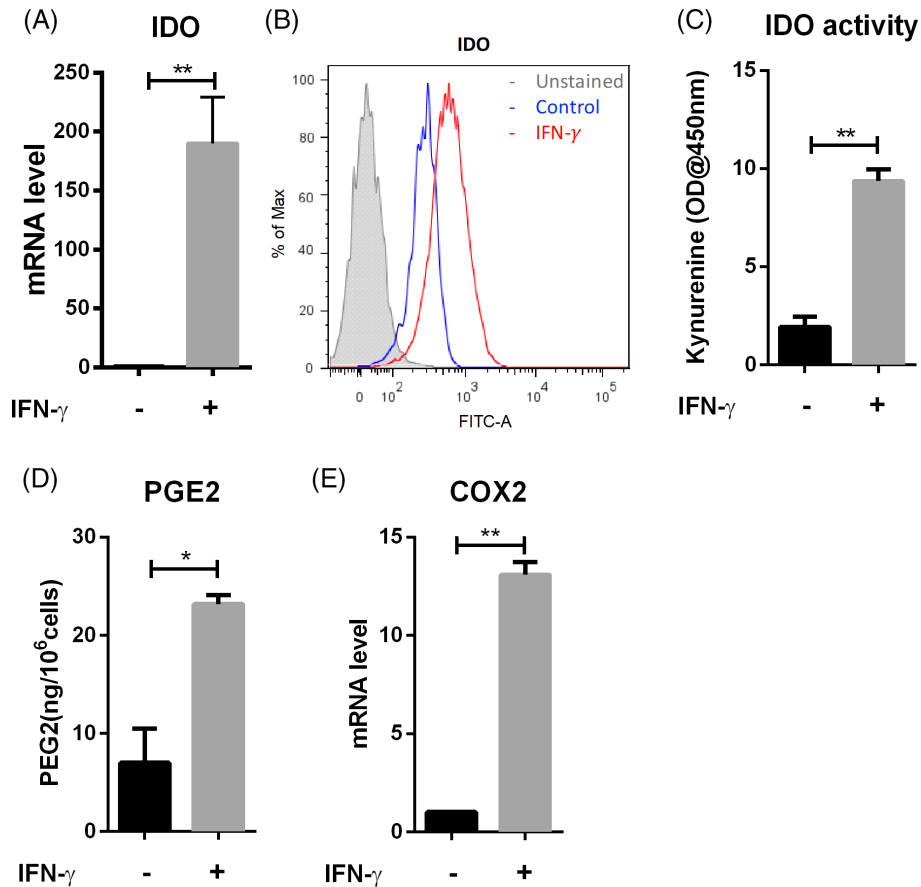 (A)
IDO
**
mRNA level
250
200
150
100
50
0
IFN-γ - +
(B)
IDO
- Unstained
- Control
- IFN-γ
% of Max
100
80
60
40
20
0
0 10² 10³ 10⁴ 10⁵
FITC-A
(C)
IDO activity
**
Kynurenine (OD@450nm)
15
10
5
0
IFN-γ - +
(D)
PGE2
*
PEG2(ng/10⁶cells)
30
20
10
0
IFN-γ - +
(E)
COX2
**
mRNA level
15
10
5
0
IFN-γ - +